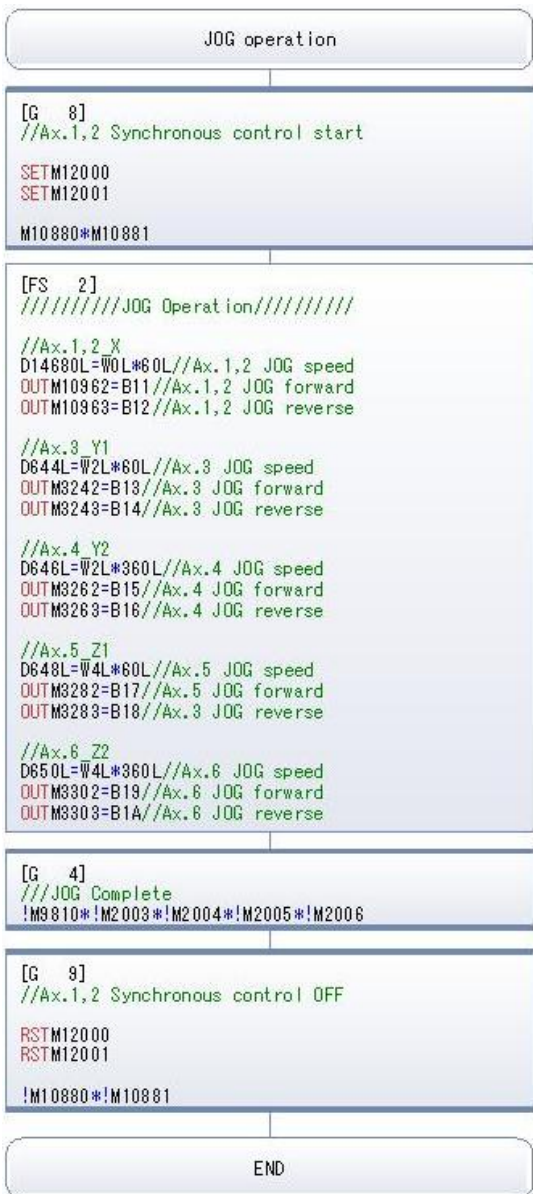 JOG operation
[G 8]
//Ax.1,2 Synchronous control start
SETM12000
SETM12001
M10880*M10881
[FS 2]
//////////JOG Operation//////////
//Ax.1,2_X
D14680L=W0L*60L//Ax.1,2 JOG speed
OUTM10962=B11//Ax.1,2 JOG forward
OUTM10963=B12//Ax.1,2 JOG reverse
//Ax.3_Y1
D644L=W2L*60L//Ax.3 JOG speed
OUTM3242=B13//Ax.3 JOG forward
OUTM3243=B14//Ax.3 JOG reverse
//Ax.4_Y2
D646L=W2L*360L//Ax.4 JOG speed
OUTM3262=B15//Ax.4 JOG forward
OUTM3263=B16//Ax.4 JOG reverse
//Ax.5_Z1
D648L=W4L*60L//Ax.5 JOG speed
OUTM3282=B17//Ax.5 JOG forward
OUTM3283=B18//Ax.3 JOG reverse
//Ax.6_Z2
D650L=W4L*360L//Ax.6 JOG speed
OUTM3302=B19//Ax.6 JOG forward
OUTM3303=B1A//Ax.6 JOG reverse
[G 4]
///JOG Complete
!M9810*!M2003*!M2004*!M2005*!M2006
[G 9]
//Ax.1,2 Synchronous control OFF
RSTM12000
RSTM12001
!M10880*!M10881
END